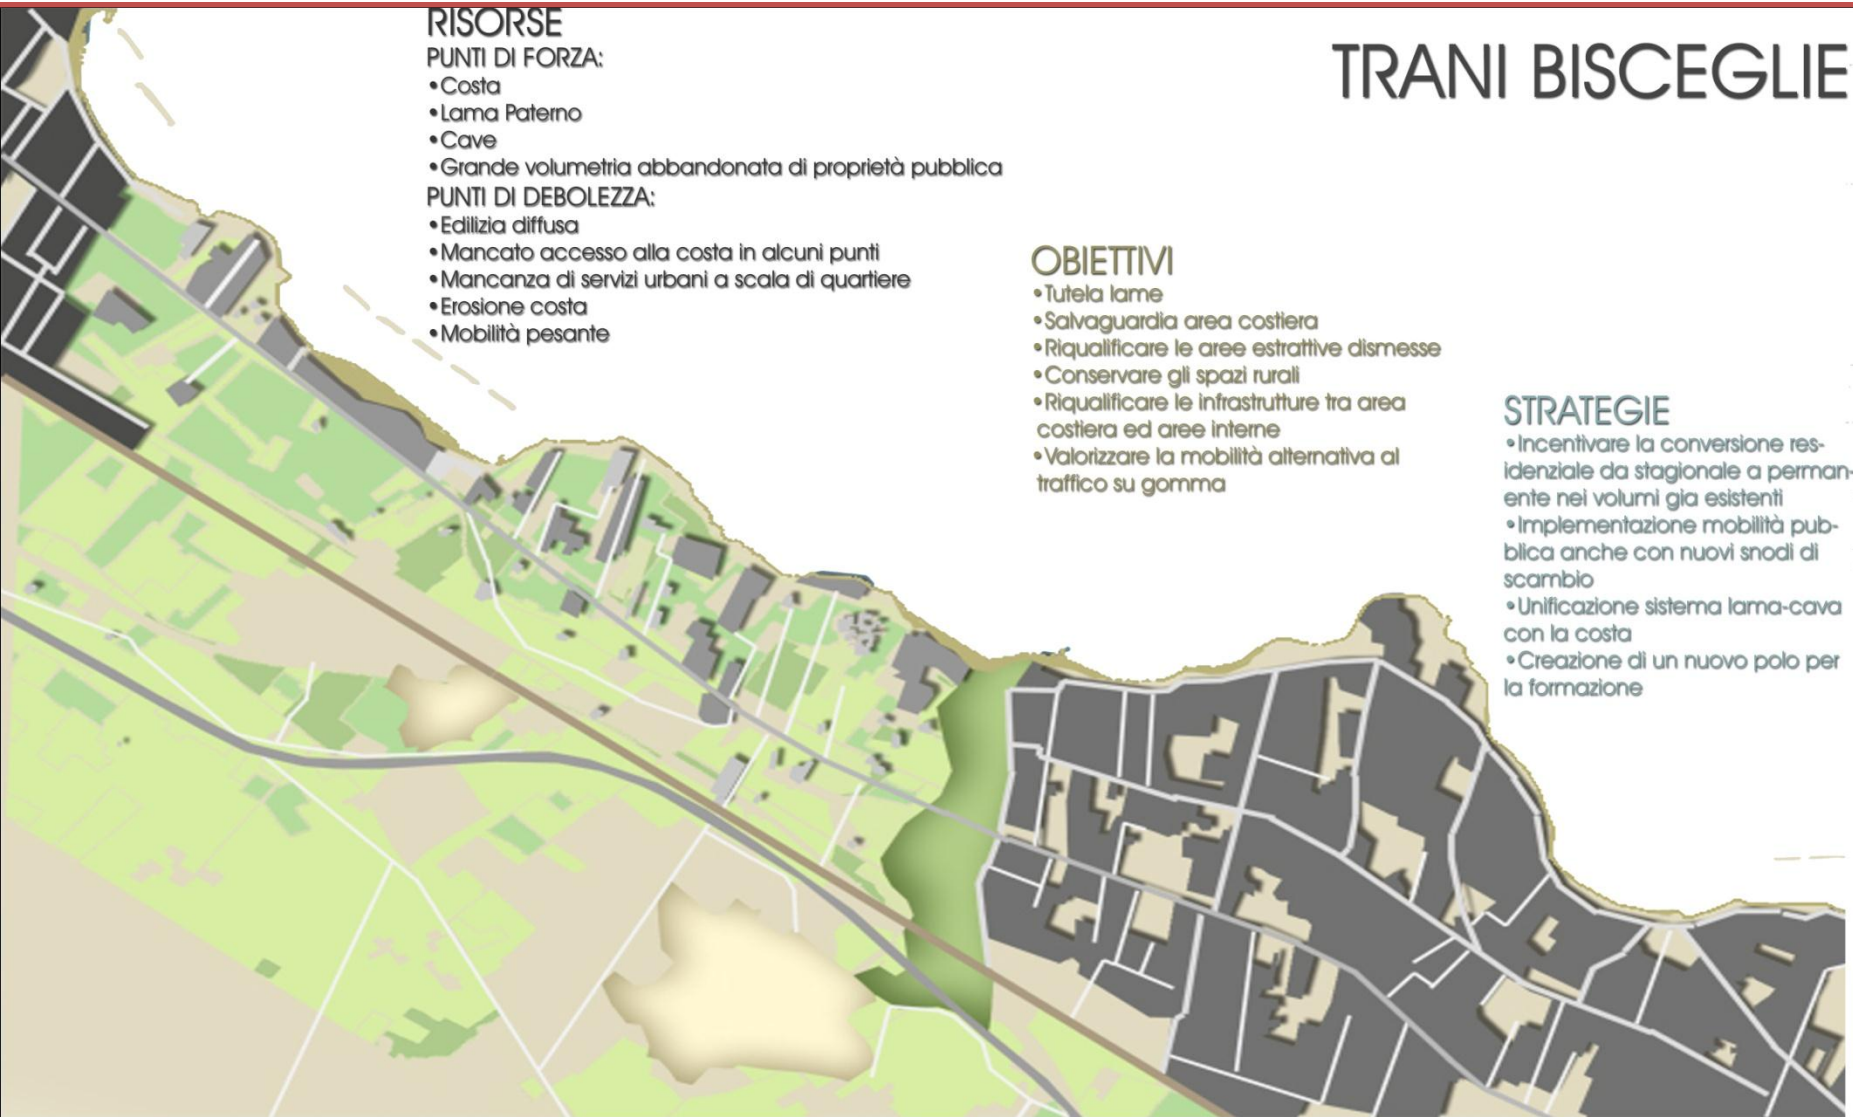 RISORSE
PUNTI DI FORZA:
•Costa
•Lama Paterno
•Cave
•Grande volumetria abbandonata di proprietà pubblica
PUNTI DI DEBOLEZZA:
•Edilizia diffusa
•Mancato accesso alla costa in alcuni punti
•Mancanza di servizi urbani a scala di quartiere
•Erosione costa
•Mobilità pesante
TRANI BISCEGLIE
OBIETTIVI
•Tutela lame
•Salvaguardia area costiera
•Riqualificare le aree estrattive dismesse
•Conservare gli spazi rurali
•Riqualificare le infrastrutture tra area
costiera ed aree interne
•Valorizzare la mobilità alternativa al
traffico su gomma
STRATEGIE
•Incentivare la conversione res-
idenziale da stagionale a perman-
ente nei volumi gia esistenti
•Implementazione mobilità pub-
blica anche con nuovi snodi di
scambio
•Unificazione sistema lama-cava
con la costa
•Creazione di un nuovo polo per
la formazione